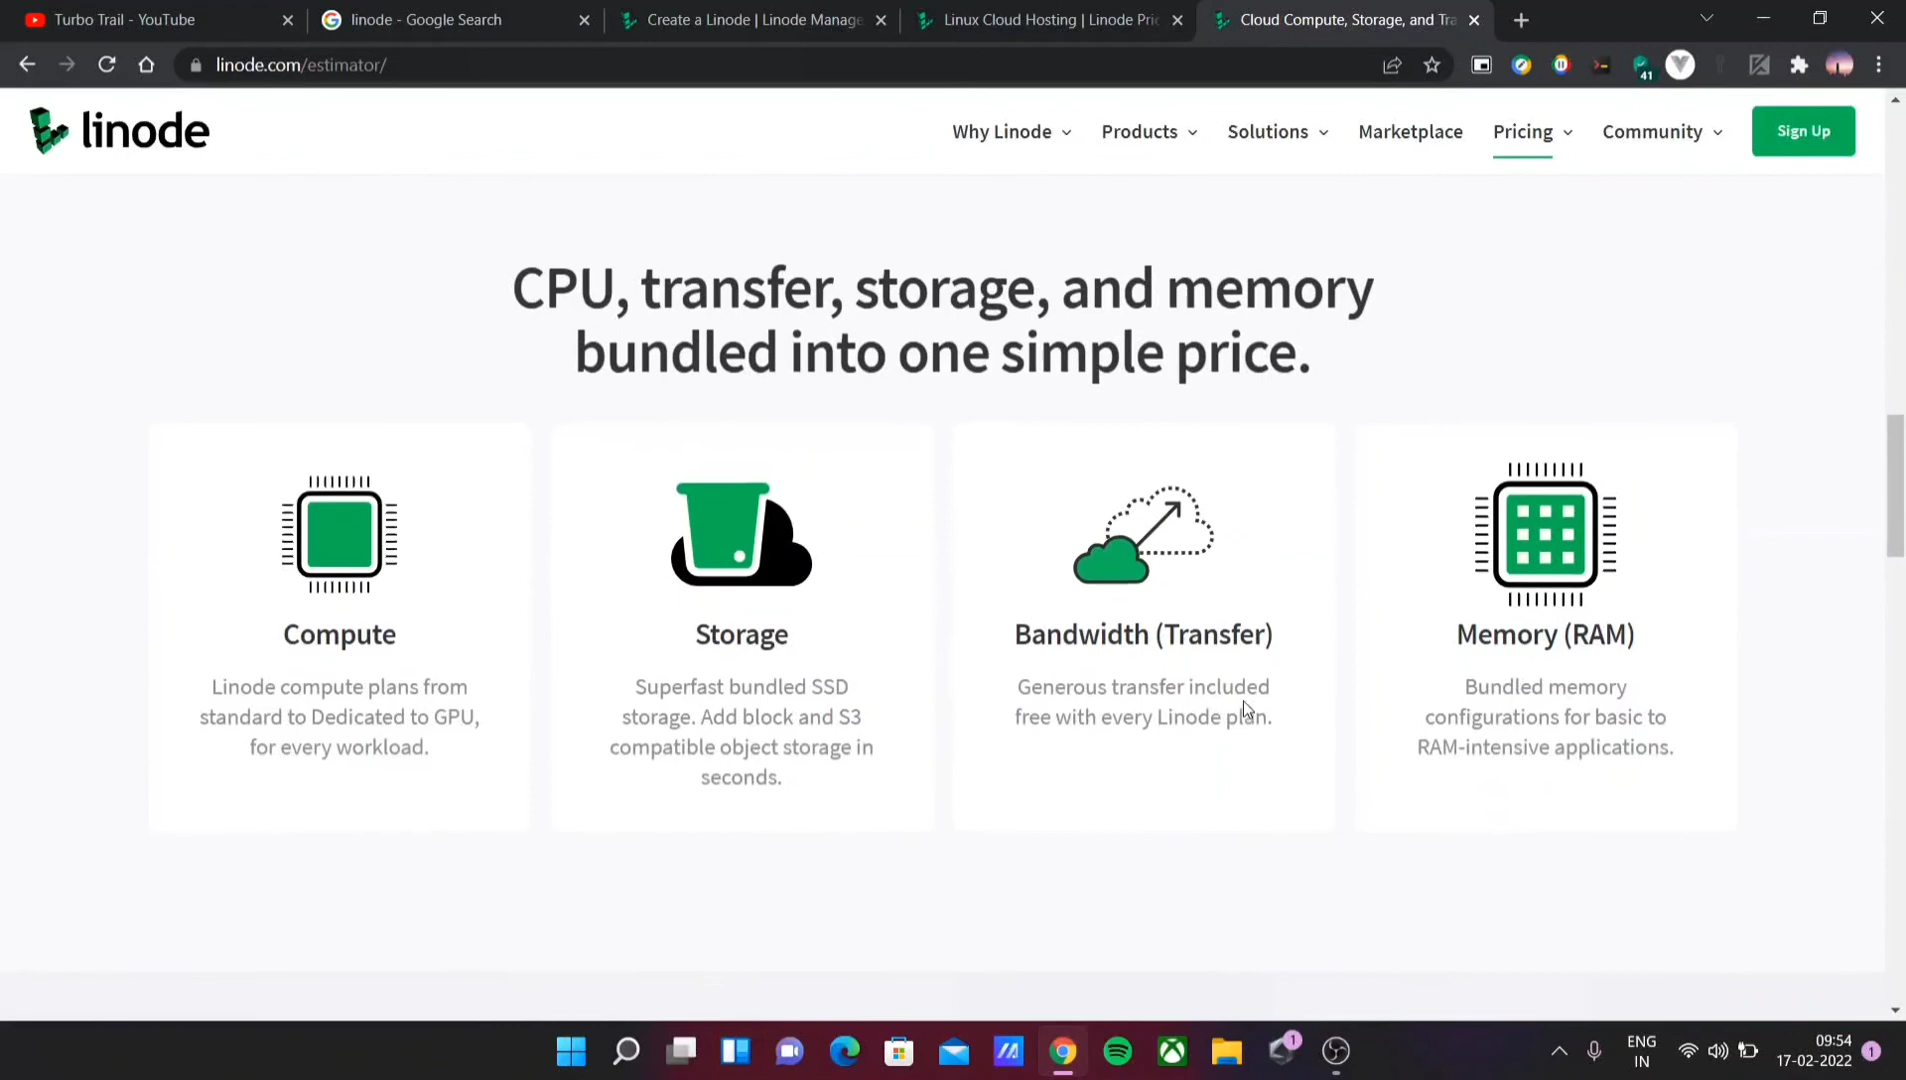 Turbo Trail - YouTube
linode - Google Search
Create a Linode | Linode Manage
Linux Cloud Hosting | Linode Pric
Cloud Compute, Storage, and Tra
linode.com/estimator/
41
linode
Why Linode
Products
Solutions
Marketplace
Pricing
Community
Sign Up
CPU, transfer, storage, and memory
bundled into one simple price.
Compute
Linode compute plans from
standard to Dedicated to GPU,
for every workload.
Storage
Superfast bundled SSD
storage. Add block and S3
compatible object storage in
seconds.
Bandwidth (Transfer)
Generous transfer included
free with every Linode plan.
Memory (RAM)
Bundled memory
configurations for basic to
RAM-intensive applications.
1
ENG
IN
09:54
17-02-2022
1